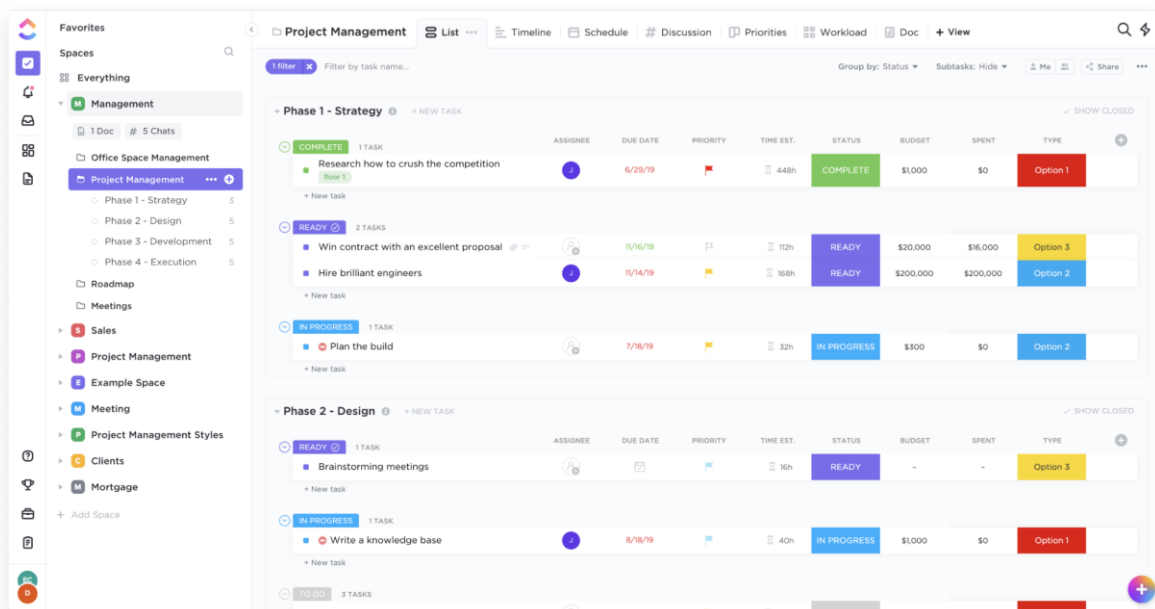 Favorites
Spaces
Everything
M Management
1 Doc # 5 Chats
Office Space Management
Project Management
Phase 1 - Strategy 3
Phase 2 - Design 5
Phase 3 - Development 5
Phase 4 - Execution 5
Roadmap
Meetings
S Sales
P Project Management
E Example Space
M Meeting
P Project Management Styles
C Clients
M Mortgage
+ Add Space
EC
D
Project Management List Timeline Schedule # Discussion Priorities Workload Doc + View
1 filter x Filter by task name... Group by: Status Subtasks: Hide Me Share
Phase 1 - Strategy + NEW TASK SHOW CLOSED
COMPLETE 1 TASK ASSIGNEE DUE DATE PRIORITY TIME EST. STATUS BUDGET SPENT TYPE
Research how to crush the competition J 6/29/19 448h COMPLETE $1,000 $0 Option 1
floor 1
+ New task
READY 2 TASKS
Win contract with an excellent proposal 11/16/19 112h READY $20,000 $16,000 Option 3
Hire brilliant engineers J 11/14/19 168h READY $200,000 $200,000 Option 2
+ New task
IN PROGRESS 1 TASK
Plan the build 7/18/19 32h IN PROGRESS $300 $0 Option 2
+ New task
Phase 2 - Design + NEW TASK SHOW CLOSED
READY 1 TASK ASSIGNEE DUE DATE PRIORITY TIME EST. STATUS BUDGET SPENT TYPE
Brainstorming meetings 16h READY - - Option 3
+ New task
IN PROGRESS 1 TASK
Write a knowledge base J 8/18/19 40h IN PROGRESS $1,000 $0 Option 1
+ New task
TO DO 3 TASKS